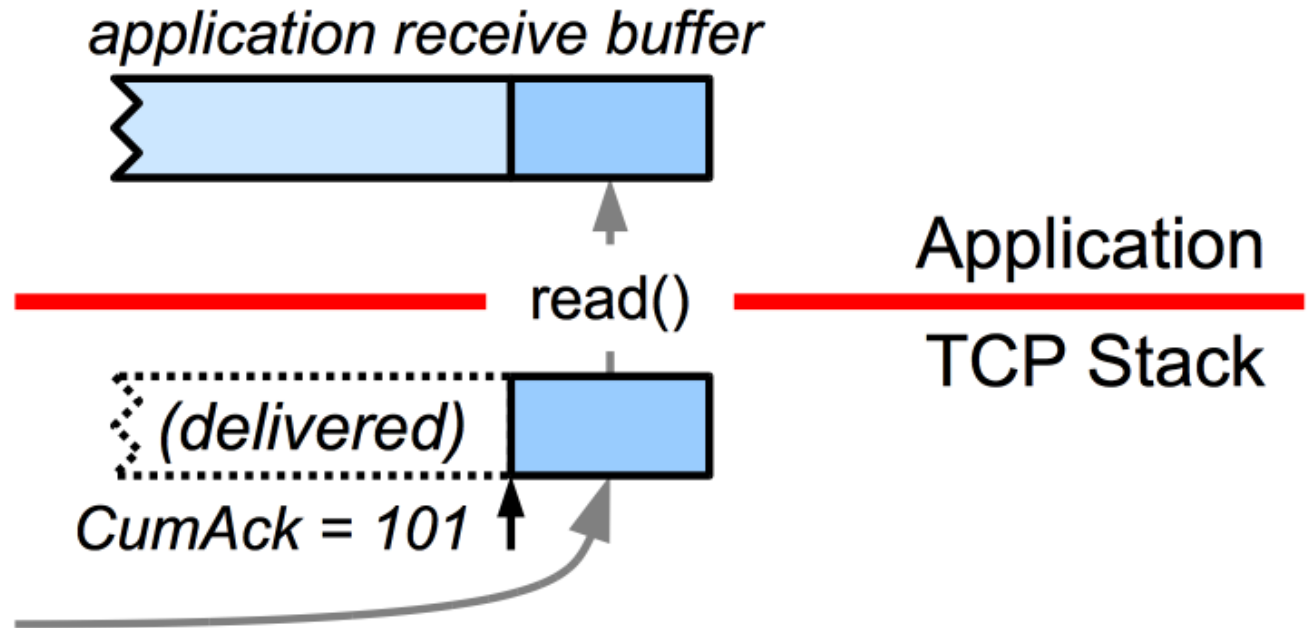 application receive buffer
Application
read()
TCP Stack
(delivered)
CumAck = 101